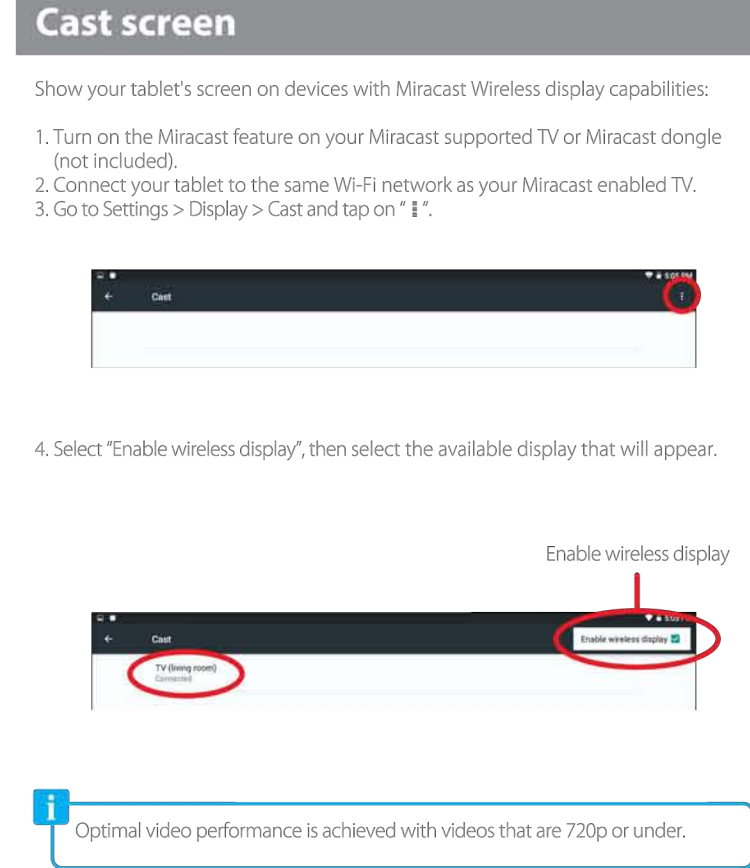 Cast screen
Show your tablet's screen on devices with Miracast Wireless display capabilities:
1. Turn on the Miracast feature on your Miracast supported TV or Miracast dongle
(not included).
2. Connect your tablet to the same Wi-Fi network as your Miracast enabled TV.
3. Go to Settings > Display > Cast and tap on “ ⋮ “.
5:01 PM
Cast
4. Select “Enable wireless display”, then select the available display that will appear.
Enable wireless display
Cast
Enable wireless display
TV (living room)
Connected
i
Optimal video performance is achieved with videos that are 720p or under.